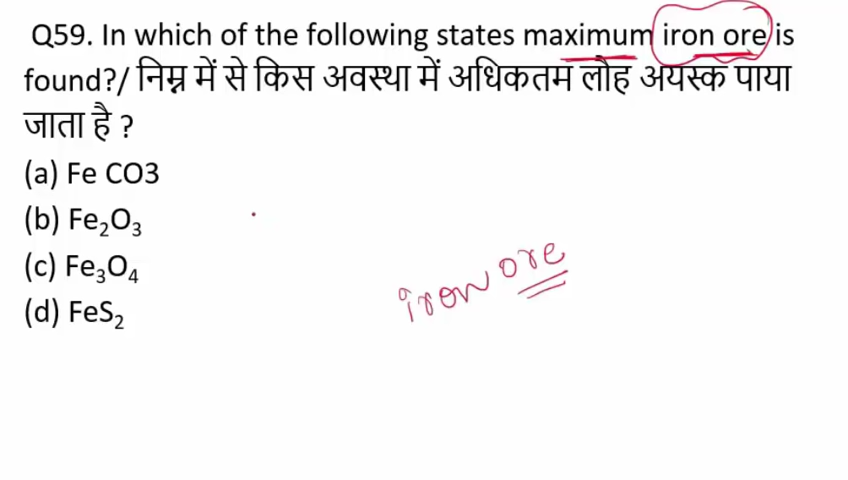 Q59. In which of the following states maximum iron ore is
found?/ निम्न में से किस अवस्था में अधिकतम लौह अयस्क पाया
जाता है ?
(a) Fe CO3
(b) Fe₂O₃
(c) Fe₃O₄
(d) FeS₂
iron ore